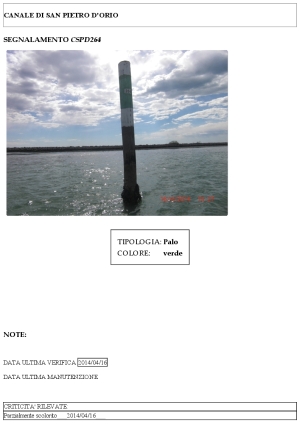 CANALE DI SAN PIETRO D'ORIO
SEGNALAMENTO CSPD264
TIPOLOGIA: Palo
COLORE: verde
NOTE:
DATA ULTIMA VERIFICA 2014/04/16
DATA ULTIMA MANUTENZIONE
CRITICITA' RILEVATE
Parzialmente scolorito 2014/04/16